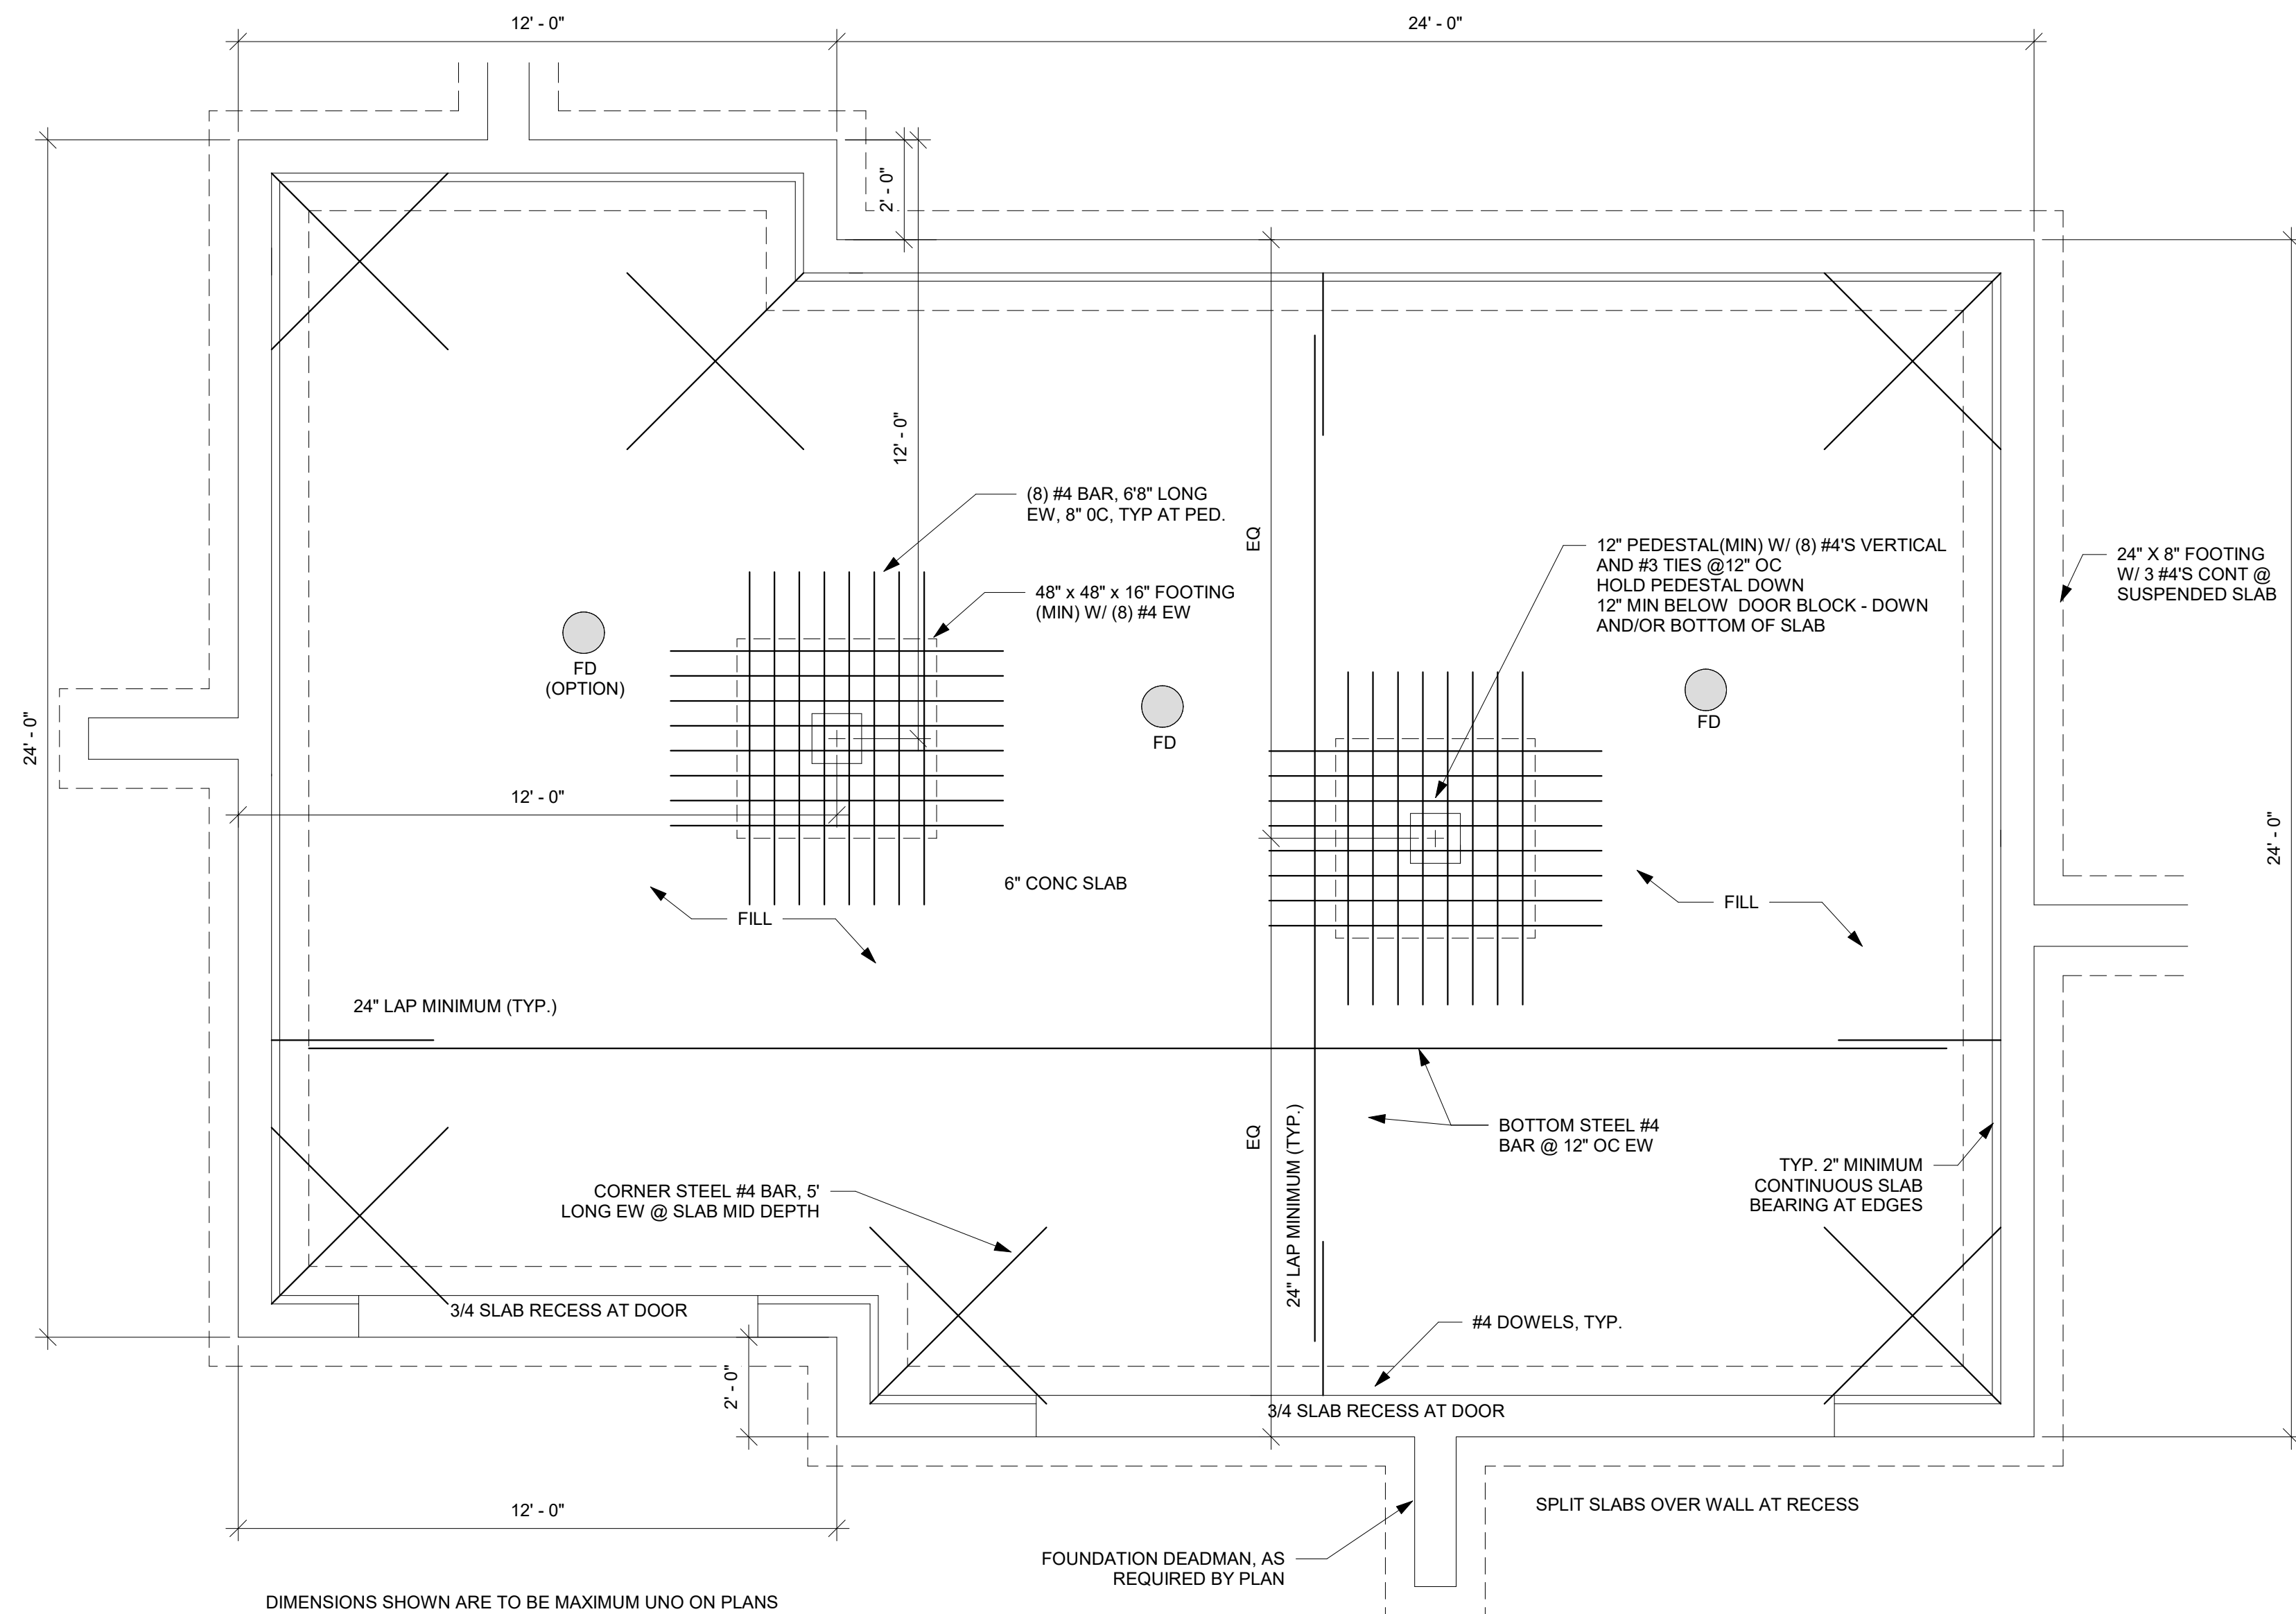 12' - 0"
24' - 0"
2' - 0"
12' - 0"
(8) #4 BAR, 6'8" LONG
EW, 8" 0C, TYP AT PED.
EQ
12" PEDESTAL(MIN) W/ (8) #4'S VERTICAL
AND #3 TIES @12" OC
HOLD PEDESTAL DOWN
12" MIN BELOW DOOR BLOCK - DOWN
AND/OR BOTTOM OF SLAB
24" X 8" FOOTING
W/ 3 #4'S CONT @
SUSPENDED SLAB
48" x 48" x 16" FOOTING
(MIN) W/ (8) #4 EW
FD
(OPTION)
FD
FD
24' - 0"
12' - 0"
24' - 0"
6" CONC SLAB
FILL
FILL
24" LAP MINIMUM (TYP.)
EQ
24" LAP MINIMUM (TYP.)
BOTTOM STEEL #4
BAR @ 12" OC EW
TYP. 2" MINIMUM
CONTINUOUS SLAB
BEARING AT EDGES
CORNER STEEL #4 BAR, 5'
LONG EW @ SLAB MID DEPTH
3/4 SLAB RECESS AT DOOR
#4 DOWELS, TYP.
2' - 0"
3/4 SLAB RECESS AT DOOR
12' - 0"
SPLIT SLABS OVER WALL AT RECESS
FOUNDATION DEADMAN, AS
REQUIRED BY PLAN
DIMENSIONS SHOWN ARE TO BE MAXIMUM UNO ON PLANS